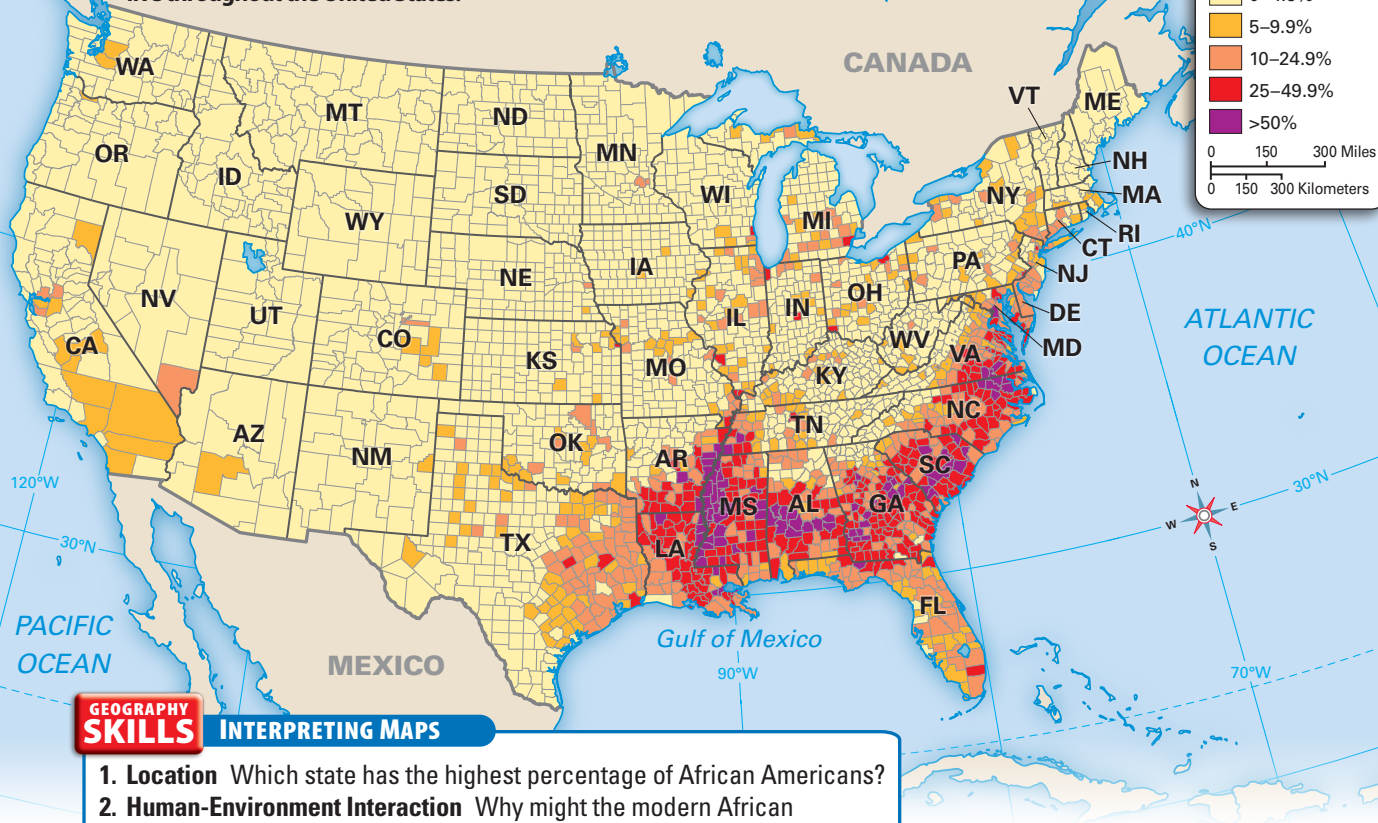 CANADA
5–9.9%
10–24.9%
25–49.9%
>50%
0 150 300 Miles
0 150 300 Kilometers
WA
MT
ND
MN
VT
ME
OR
ID
SD
WI
MI
NY
NH
MA
WY
RI
CT
40°N
IA
NE
PA
NJ
NV
UT
CO
IL
IN
OH
DE
ATLANTIC
OCEAN
CA
KS
MO
WV
VA
MD
KY
AZ
NM
OK
TN
NC
AR
SC
120°W
30°N
N
E
W
S
MS
AL
GA
TX
LA
30°N
FL
PACIFIC
OCEAN
Gulf of Mexico
MEXICO
90°W
70°W
GEOGRAPHY
SKILLS
INTERPRETING MAPS
1. Location Which state has the highest percentage of African Americans?
2. Human-Environment Interaction Why might the modern African